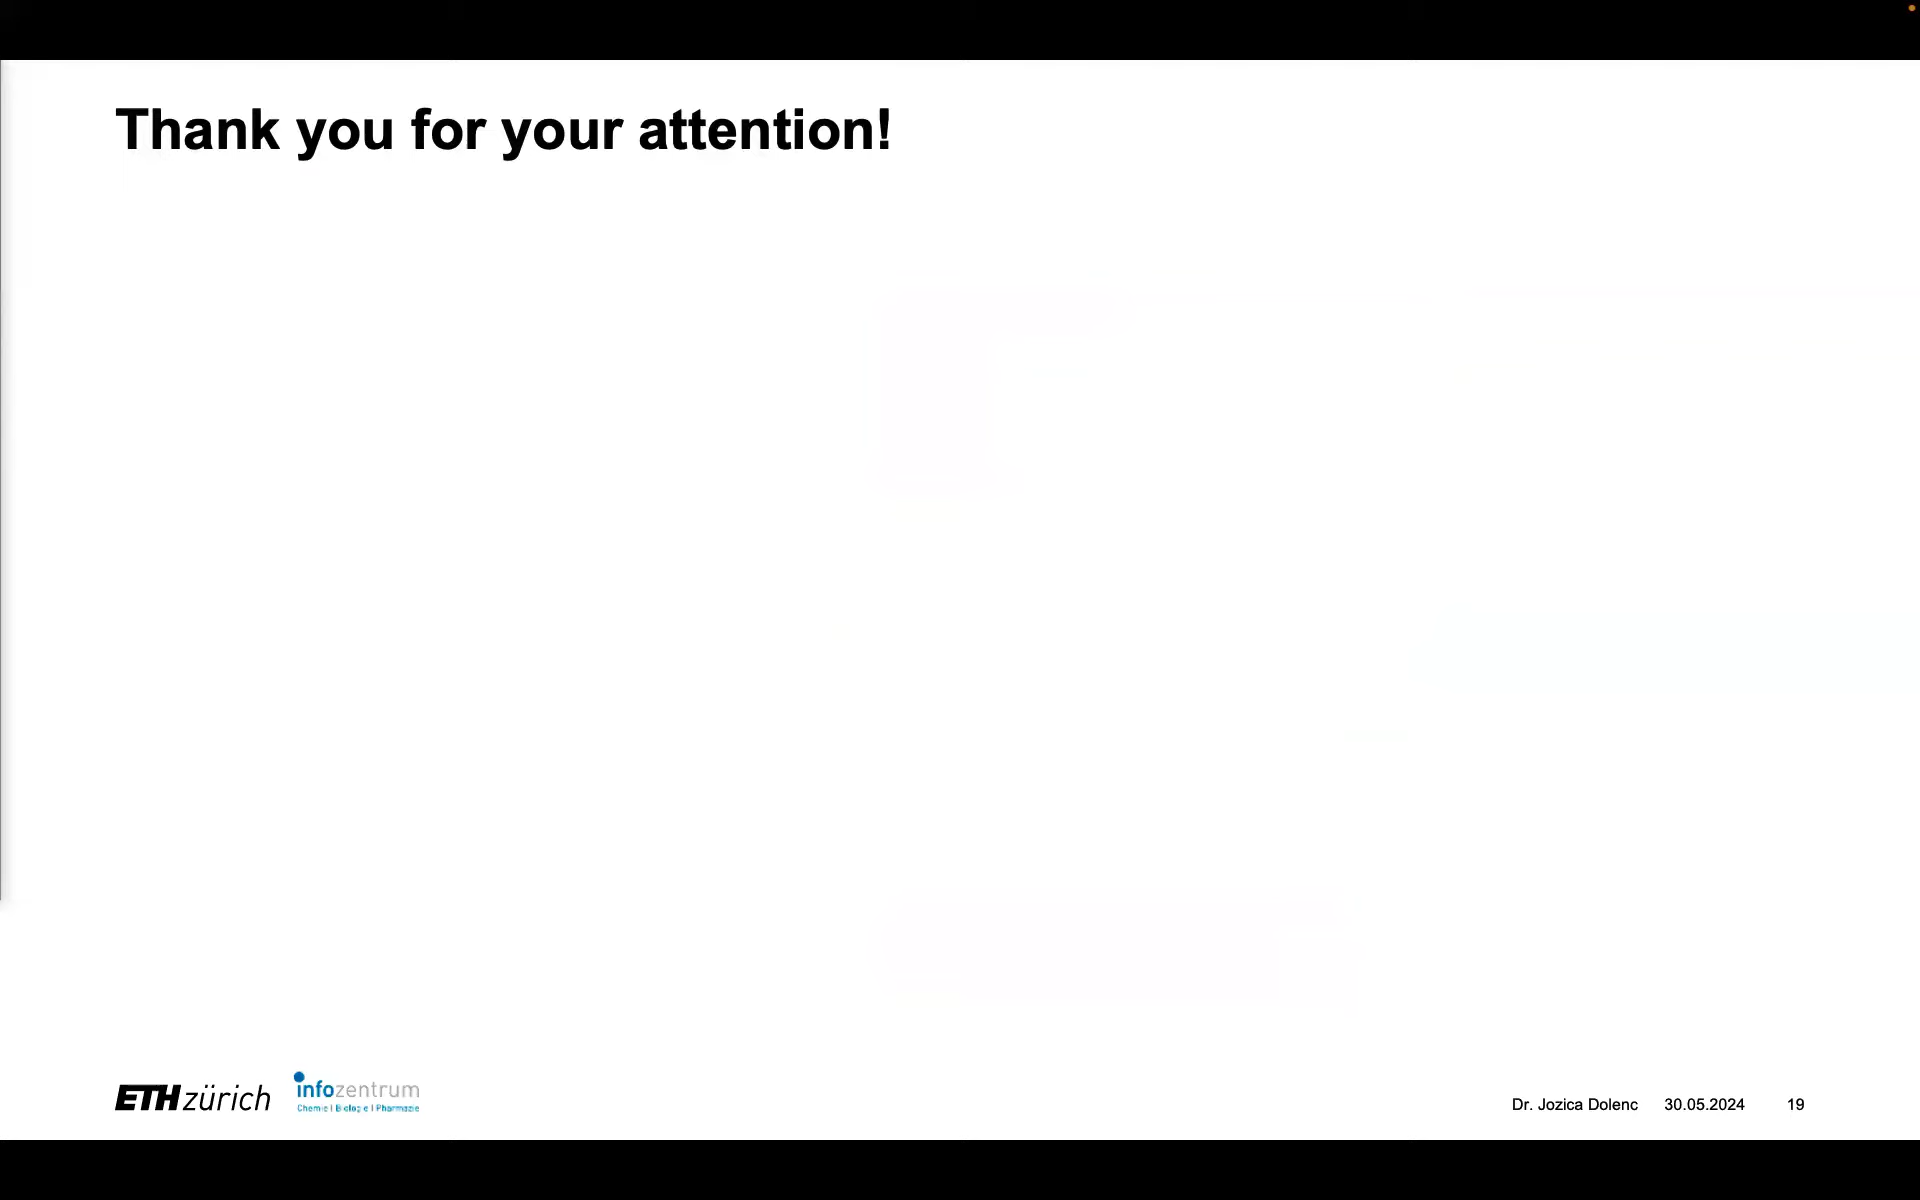 Thank you for your attention!
ETH zürich
infozentrum
Chemie | Biologie | Pharmazie
Dr. Jozica Dolenc 30.05.2024 19